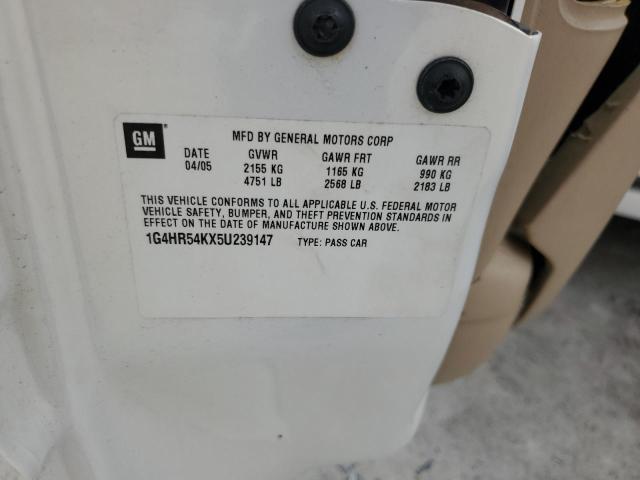 GM
MFD BY GENERAL MOTORS CORP
DATE GVWR GAWR FRT GAWR RR
04/05 2155 KG 1165 KG 990 KG
4751 LB 2568 LB 2183 LB
THIS VEHICLE CONFORMS TO ALL APPLICABLE U.S. FEDERAL MOTOR
VEHICLE SAFETY, BUMPER, AND THEFT PREVENTION STANDARDS IN
EFFECT ON THE DATE OF MANUFACTURE SHOWN ABOVE.
1G4HR54KX5U239147 TYPE: PASS CAR